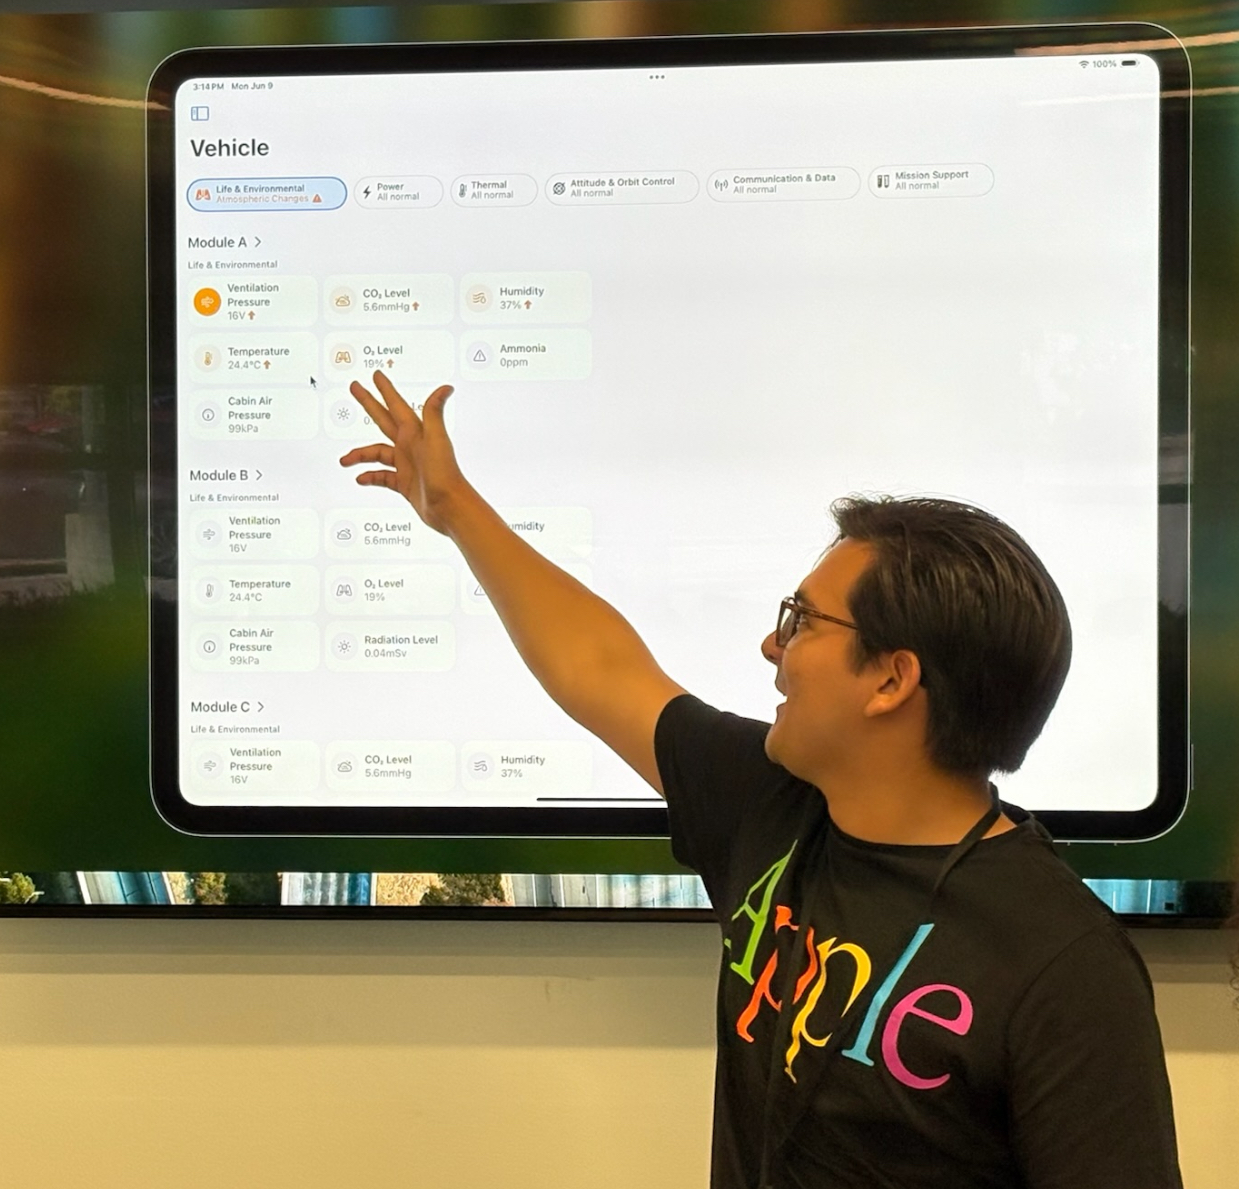 3:14 PM Mon Jun 9
100%
Vehicle
Life & Environmental
Atmospheric Changes
Power
All normal
Thermal
All normal
Attitude & Orbit Control
All normal
Communication & Data
All normal
Mission Support
All normal
Module A
Life & Environmental
Ventilation
Pressure
16V
CO₂ Level
5.6mmHg
Humidity
37%
Temperature
24.4°C
O₂ Level
19%
Ammonia
0ppm
Cabin Air
Pressure
99kPa
Module B
Life & Environmental
Ventilation
Pressure
16V
CO₂ Level
5.6mmHg
Temperature
24.4°C
O₂ Level
19%
Cabin Air
Pressure
99kPa
Radiation Level
0.04mSv
Module C
Life & Environmental
Ventilation
Pressure
16V
CO₂ Level
5.6mmHg
Humidity
37%
Apple